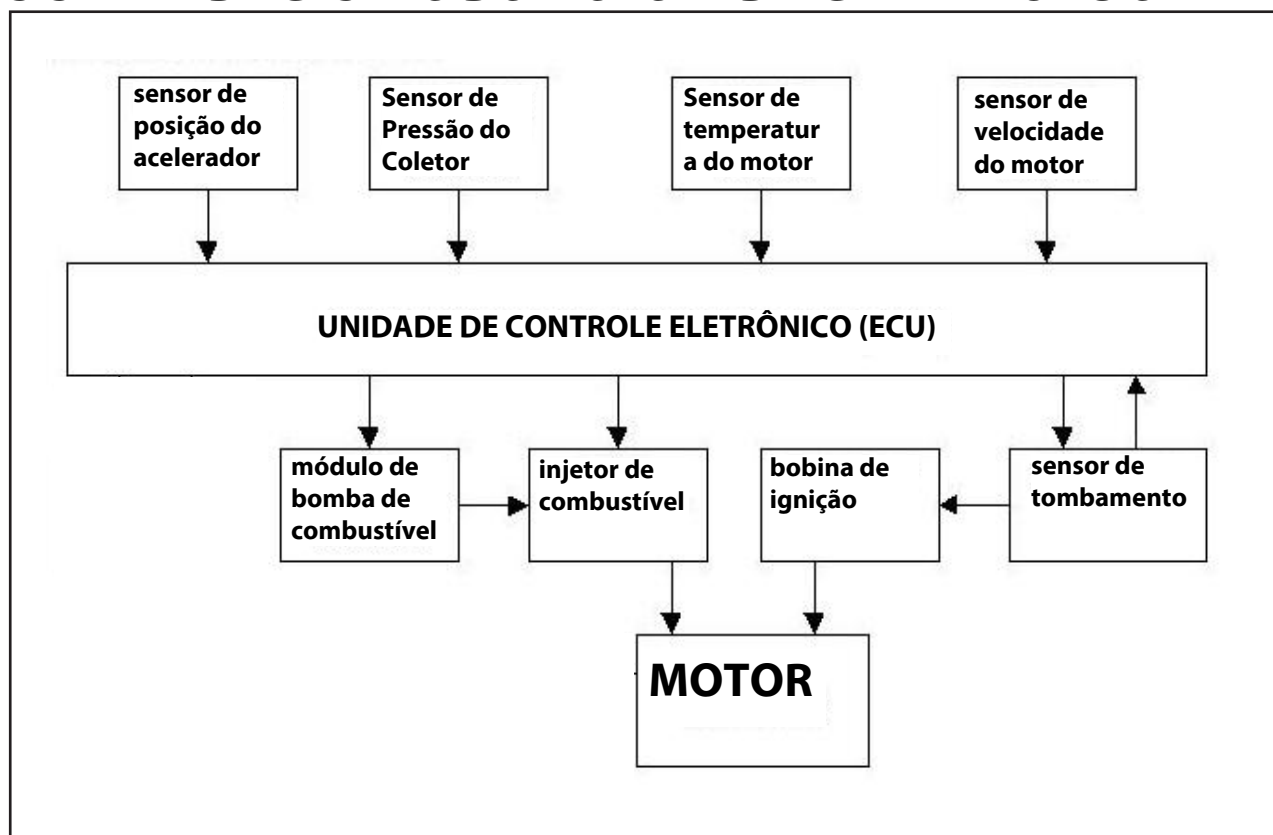 sensor de
posição do
acelerador
Sensor de
Pressão do
Coletor
Sensor de
temperatur
a do motor
sensor de
velocidade
do motor
UNIDADE DE CONTROLE ELETRÔNICO (ECU)
módulo de
bomba de
combustível
injetor de
combustível
bobina de
ignição
sensor de
tombamento
MOTOR